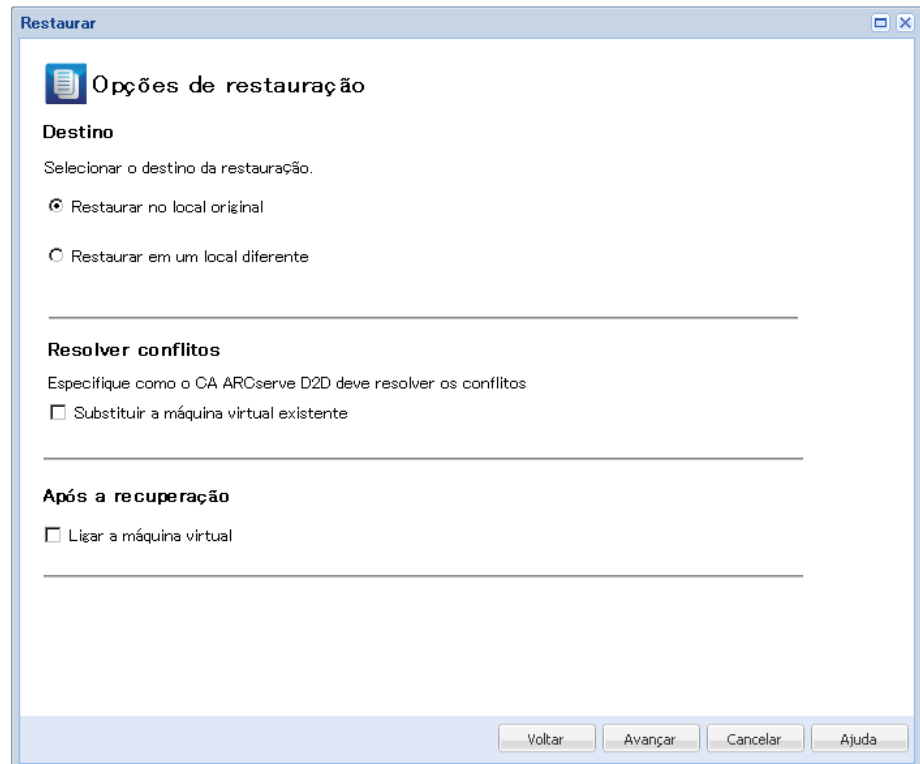 Restaurar
Opções de restauração
Destino
Selecionar o destino da restauração.
Restaurar no local original
Restaurar em um local diferente
Resolver conflitos
Especifique como o CA ARCserve D2D deve resolver os conflitos
Substituir a máquina virtual existente
Após a recuperação
Ligar a máquina virtual
Voltar
Avançar
Cancelar
Ajuda